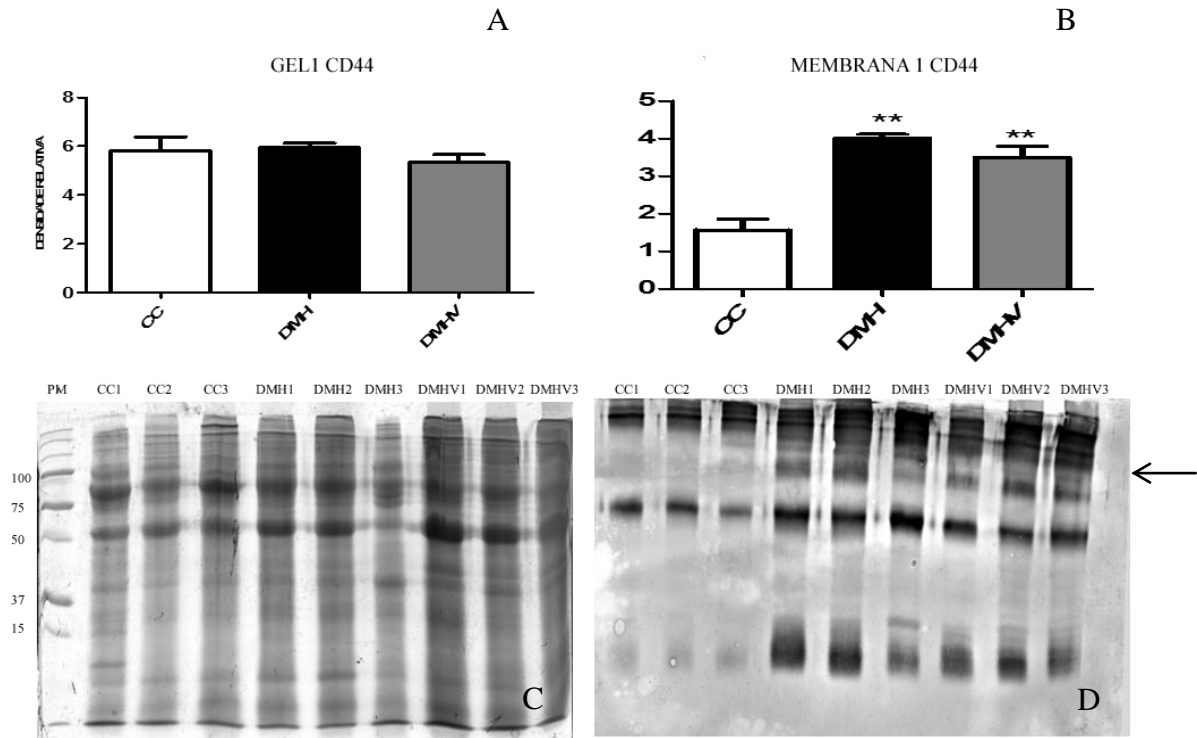 A
B
GEL1 CD44
MEMBRANA 1 CD44
DENSIDADE RELATIVA
8
6
4
2
0
CC
DMH
DMHV
5
4
3
2
1
0
**
**
CC
DMH
DMHV
PM CC1 CC2 CC3 DMH1 DMH2 DMH3 DMHV1 DMHV2 DMHV3
100
75
50
37
15
C
CC1 CC2 CC3 DMH1 DMH2 DMH3 DMHV1 DMHV2 DMHV3
D